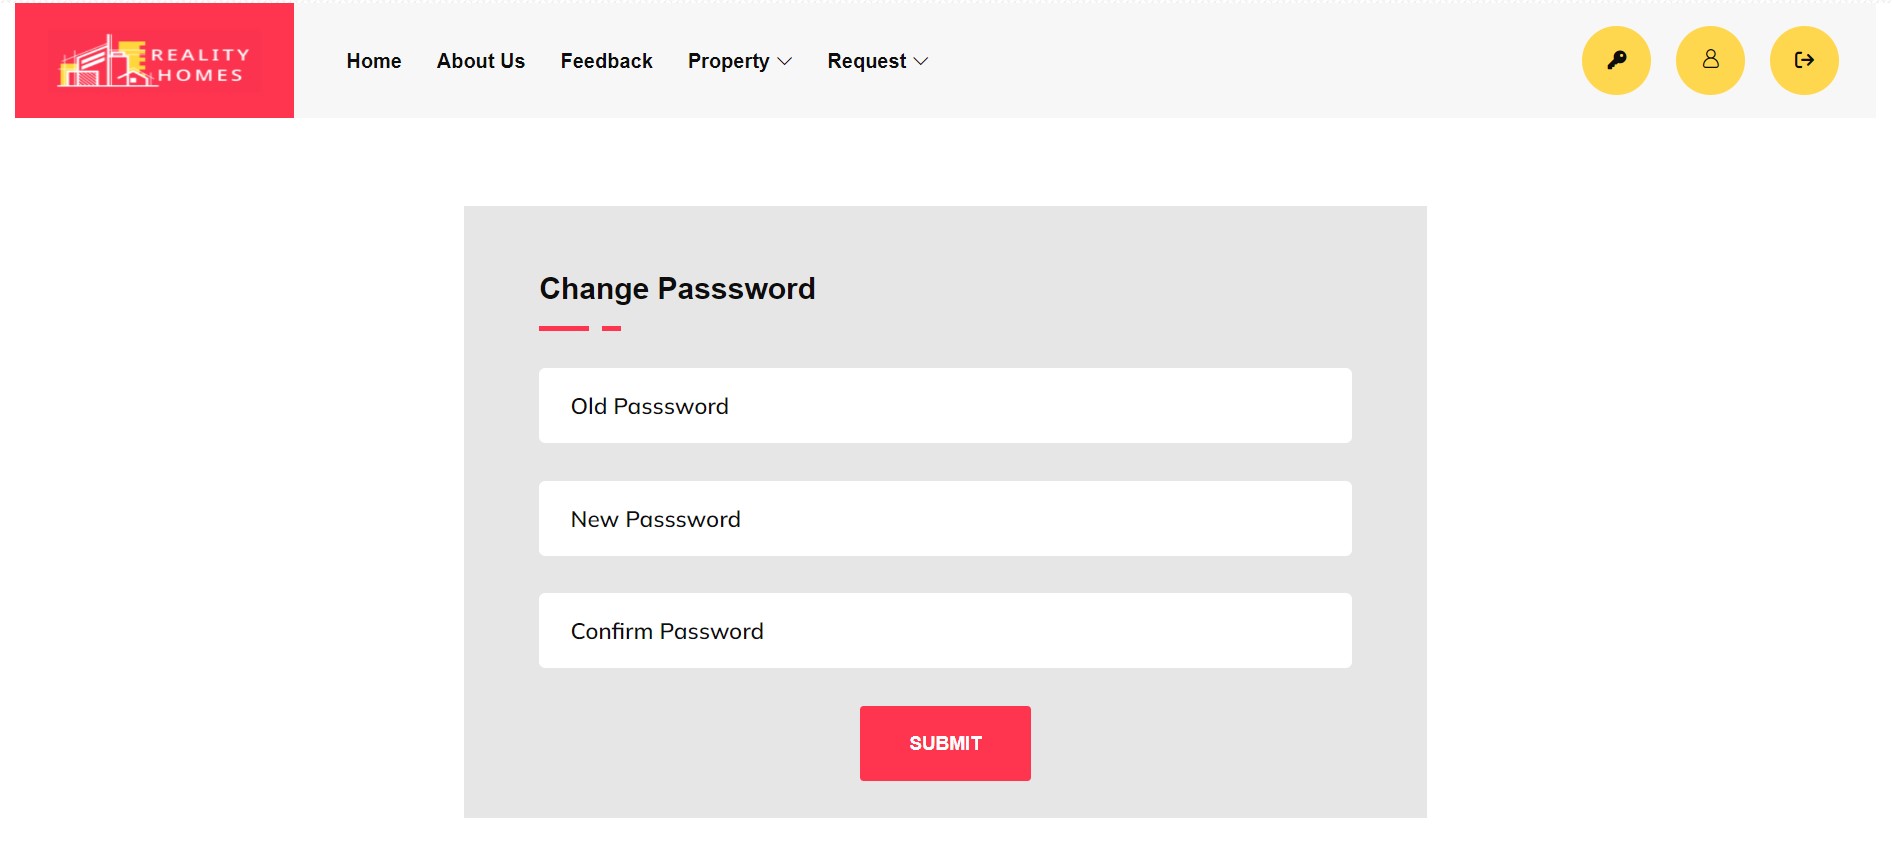 REALITY
HOMES
Home About Us Feedback Property Request
Change Passsword
Old Passsword
New Passsword
Confirm Password
SUBMIT